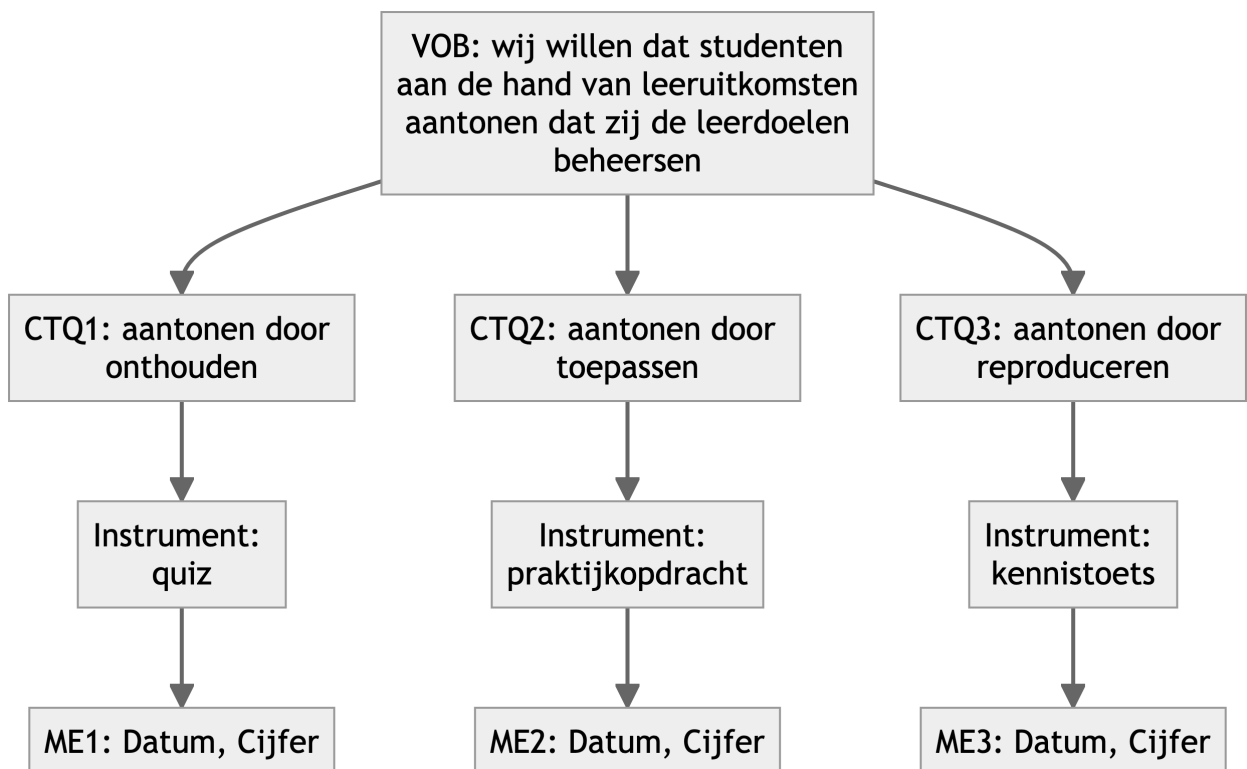 VOB: wij willen dat studenten
aan de hand van leeruitkomsten
aantonen dat zij de leerdoelen
beheersen
CTQ1: aantonen door
onthouden
CTQ2: aantonen door
toepassen
CTQ3: aantonen door
reproduceren
Instrument:
quiz
Instrument:
praktijkopdracht
Instrument:
kennistoets
ME1: Datum, Cijfer
ME2: Datum, Cijfer
ME3: Datum, Cijfer